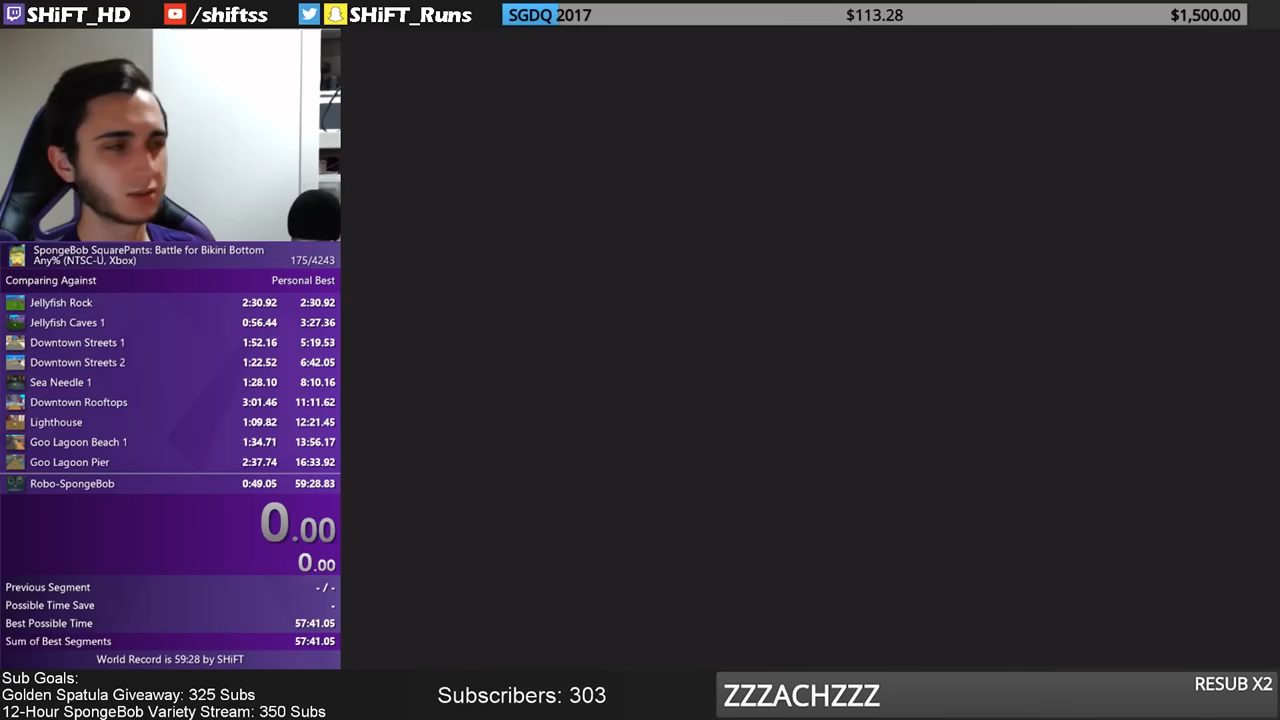 SHiFT_HD /shiftss SHiFT_Runs SGDQ 2017 $113.28 $1,500.00
SpongeBob SquarePants: Battle for Bikini Bottom
Any% (NTSC-U, Xbox) 175/4243
Comparing Against Personal Best
Jellyfish Rock 2:30.92 2:30.92
Jellyfish Caves 1 0:56.44 3:27.36
Downtown Streets 1 1:52.16 5:19.53
Downtown Streets 2 1:22.52 6:42.05
Sea Needle 1 1:28.10 8:10.16
Downtown Rooftops 3:01.46 11:11.62
Lighthouse 1:09.82 12:21.45
Goo Lagoon Beach 1 1:34.71 13:56.17
Goo Lagoon Pier 2:37.74 16:33.92
Robo-SpongeBob 0:49.05 59:28.83
0.00
0.00
Previous Segment - / -
Possible Time Save -
Best Possible Time 57:41.05
Sum of Best Segments 57:41.05
World Record is 59:28 by SHiFT
Sub Goals:
Golden Spatula Giveaway: 325 Subs
12-Hour SpongeBob Variety Stream: 350 Subs
Subscribers: 303
ZZZACHZZZ RESUB X2